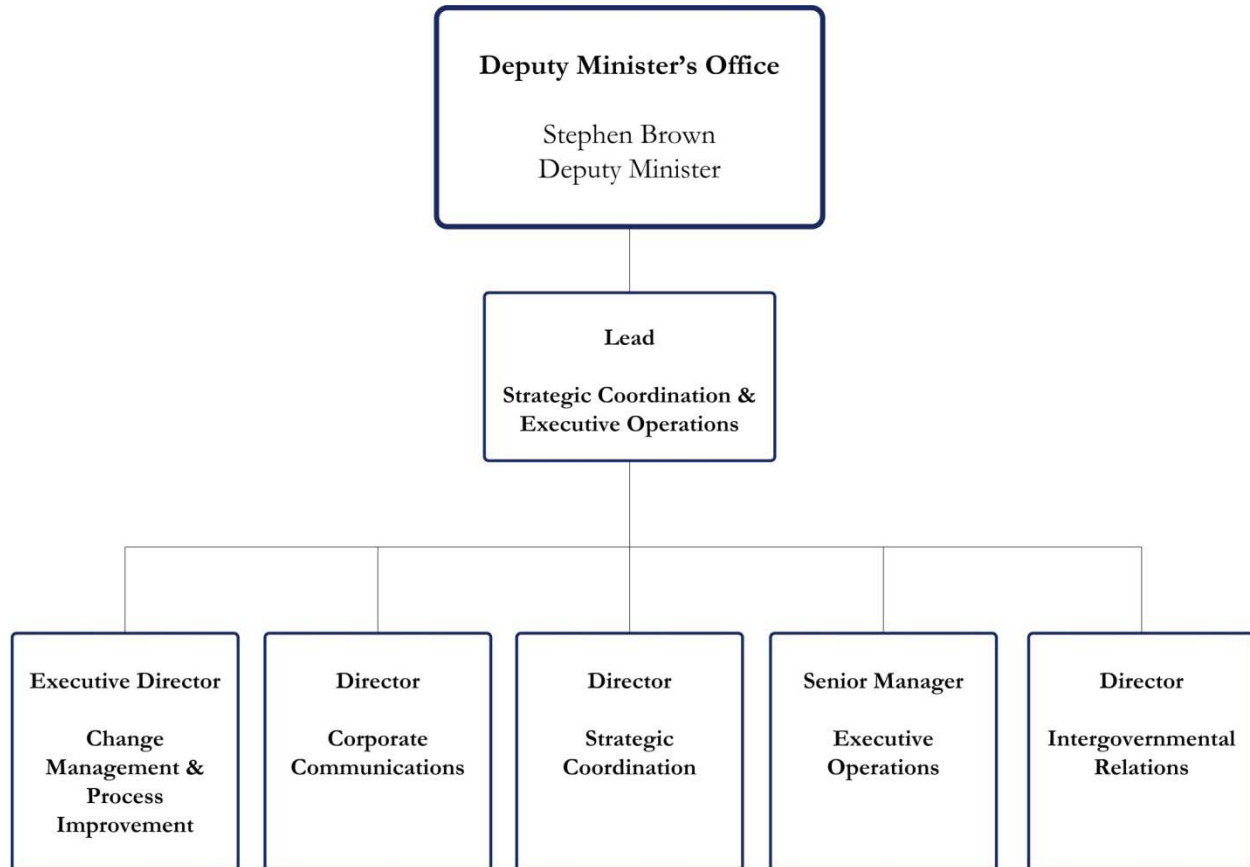 Deputy Minister’s Office
Stephen Brown
Deputy Minister
Lead
Strategic Coordination &
Executive Operations
Executive Director
Change
Management &
Process
Improvement
Director
Corporate
Communications
Director
Strategic
Coordination
Senior Manager
Executive
Operations
Director
Intergovernmental
Relations